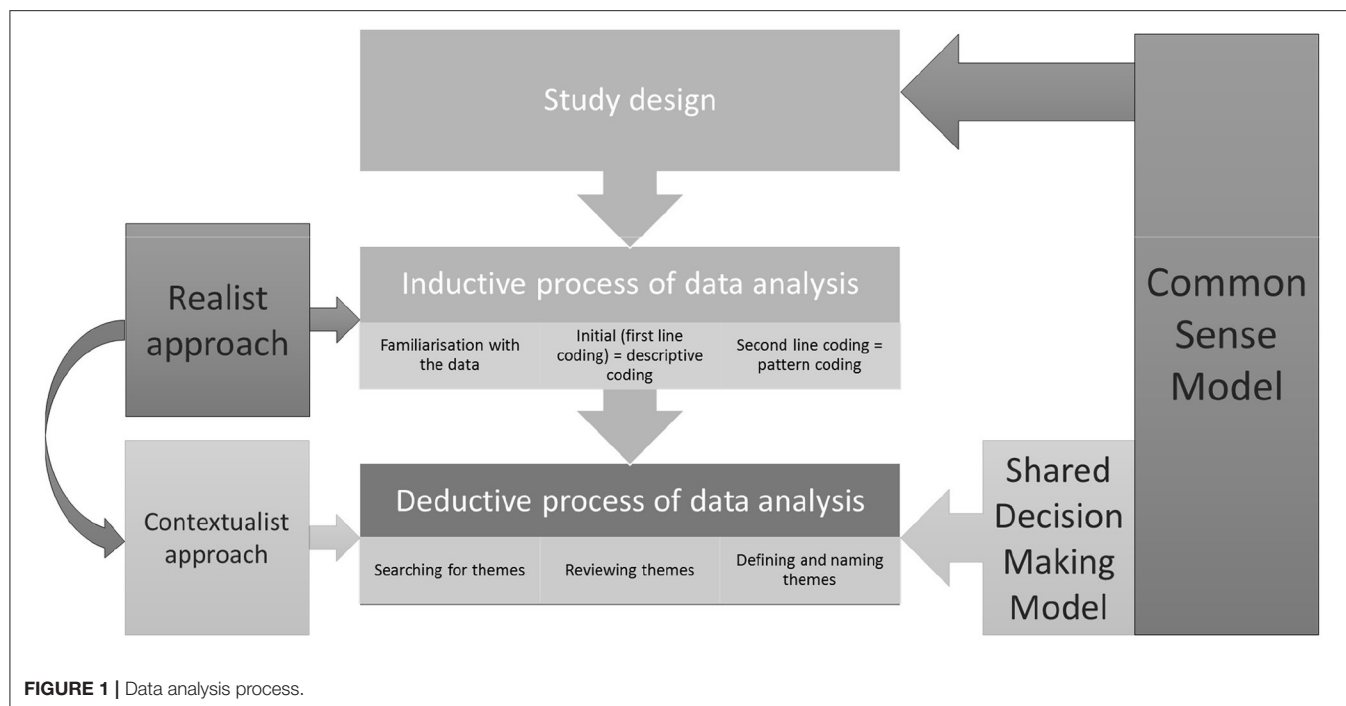 Study design
Realist
approach
Inductive process of data analysis
Familiarisation with
the data
Initial (first line
coding) = descriptive
coding
Second line coding =
pattern coding
Common
Sense
Model
Contextualist
approach
Deductive process of data analysis
Searching for themes
Reviewing themes
Defining and naming
themes
Shared
Decision
Making
Model
FIGURE 1 | Data analysis process.